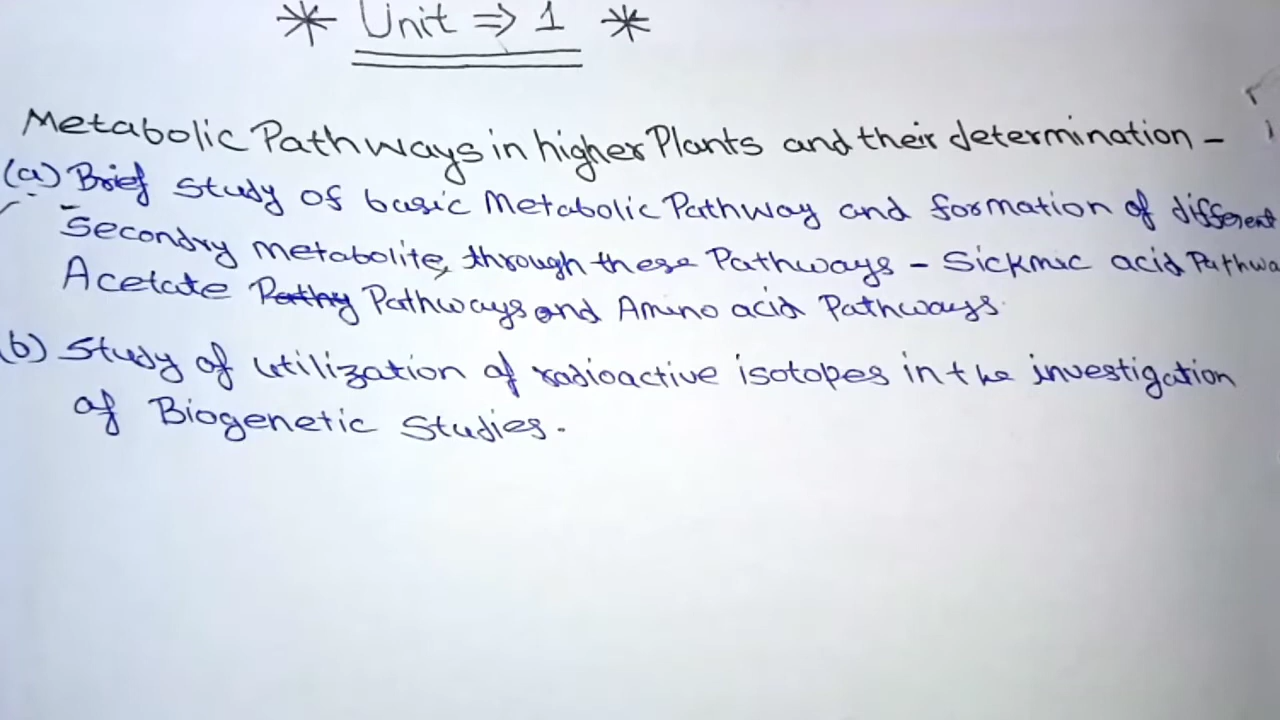 * Unit ⇒ 1 *
Metabolic Pathways in higher Plants and their determination -
(a) Brief study of basic Metabolic Pathway and formation of different
Secondry metabolite, through these Pathways - Sickmic acid Pathwa
Acetate Pathy Pathways and Amino acid Pathways.
(b) Study of utilization of radioactive isotopes in the investigation
of Biogenetic Studies.